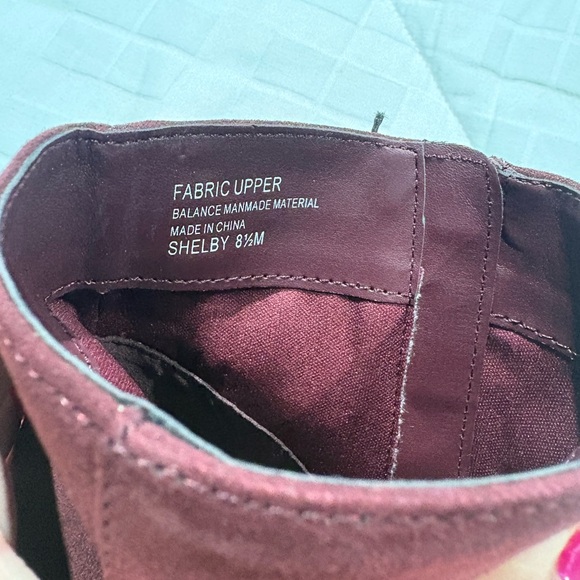 FABRIC UPPER
BALANCE MANMADE MATERIAL
MADE IN CHINA
SHELBY 8½M